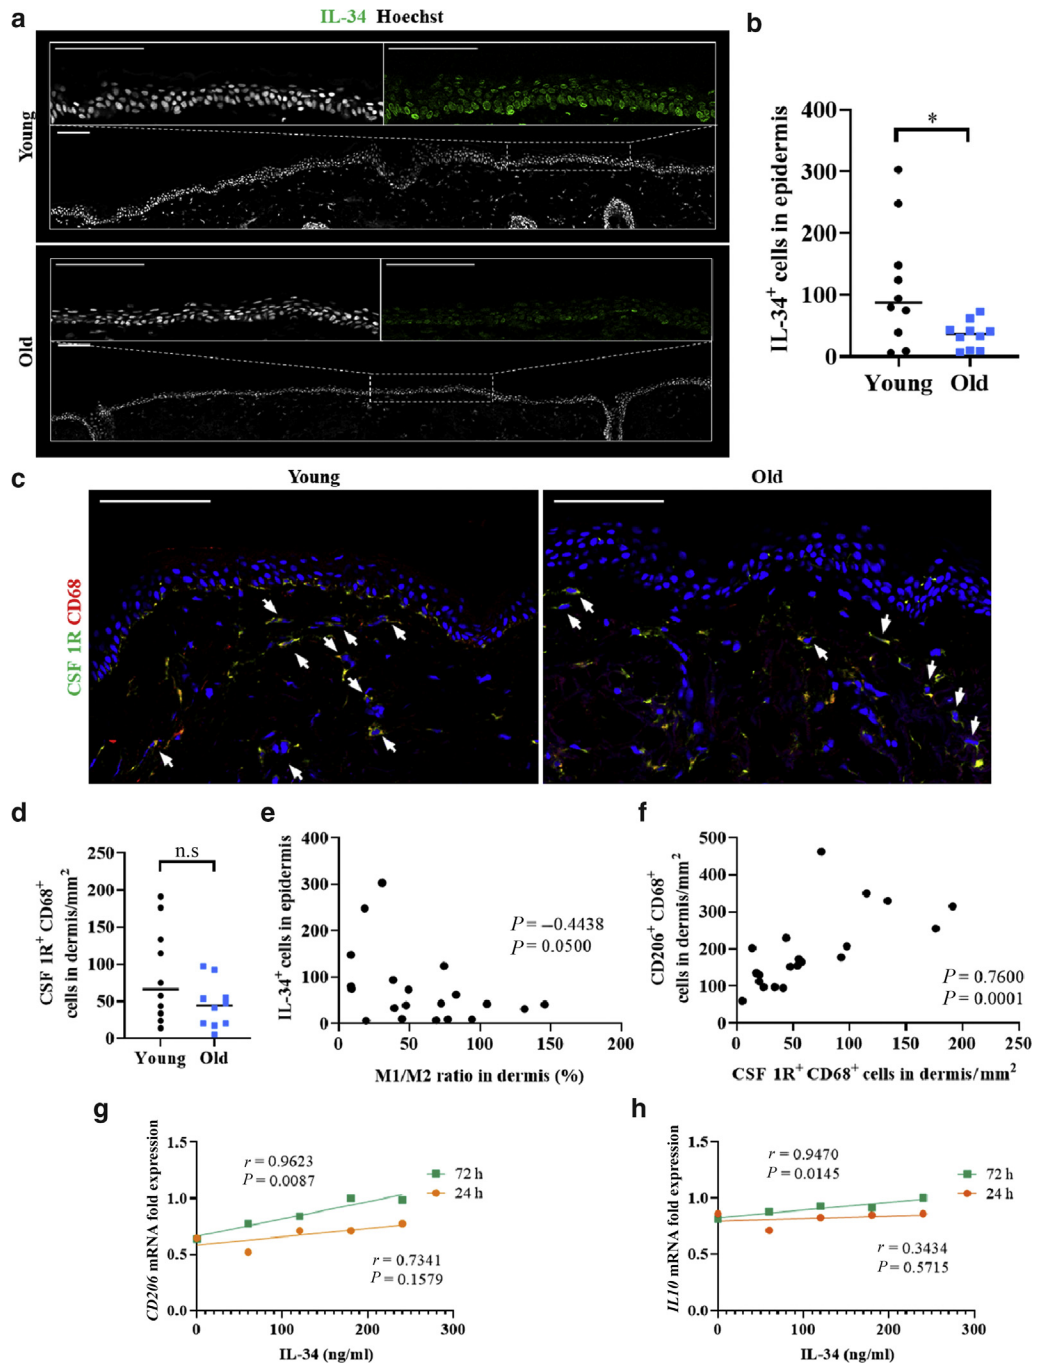 a
IL-34 Hoechst
Young
Old
b
IL-34+ cells in epidermis
400
300
200
100
0
*
Young Old
c
Young Old
CSF 1R CD68
d
CSF 1R+ CD68+
cells in dermis/mm2
250
200
150
100
50
0
n.s
Young Old
e
IL-34+ cells in epidermis
400
300
200
100
0
P = −0.4438
P = 0.0500
0 50 100 150 200
M1/M2 ratio in dermis (%)
f
CD206+ CD68+
cells in dermis/mm2
500
400
300
200
100
0
P = 0.7600
P = 0.0001
0 50 100 150 200 250
CSF 1R+ CD68+ cells in dermis/mm2
g
CD206 mRNA fold expression
1.5
1.0
0.5
0.0
r = 0.9623
P = 0.0087
72 h
24 h
r = 0.7341
P = 0.1579
0 100 200 300
IL-34 (ng/ml)
h
IL10 mRNA fold expression
1.5
1.0
0.5
0.0
r = 0.9470
P = 0.0145
72 h
24 h
r = 0.3434
P = 0.5715
0 100 200 300
IL-34 (ng/ml)